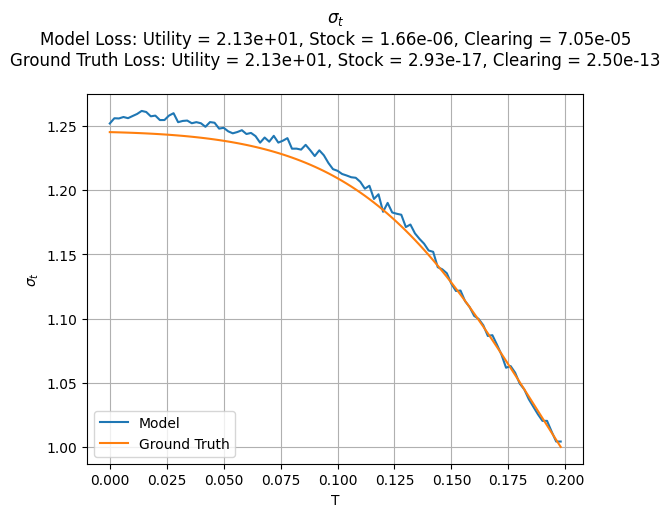 σt
Model Loss: Utility = 2.13e+01, Stock = 1.66e-06, Clearing = 7.05e-05
Ground Truth Loss: Utility = 2.13e+01, Stock = 2.93e-17, Clearing = 2.50e-13
1.25
1.20
1.15
1.10
1.05
1.00
σt
Model
Ground Truth
0.000 0.025 0.050 0.075 0.100 0.125 0.150 0.175 0.200
T